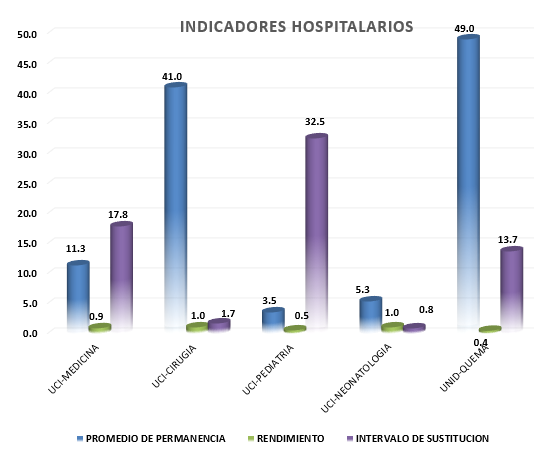 INDICADORES HOSPITALARIOS
50.0
45.0
40.0
35.0
30.0
25.0
20.0
15.0
10.0
5.0
0.0
11.3
0.9
17.8
41.0
1.0
1.7
3.5
0.5
32.5
5.3
1.0
0.8
49.0
0.4
13.7
UCI-MEDICINA
UCI-CIRUGIA
UCI-PEDIATRIA
UCI-NEONATOLOGIA
UNID-QUEMA
PROMEDIO DE PERMANENCIA
RENDIMIENTO
INTERVALO DE SUSTITUCION